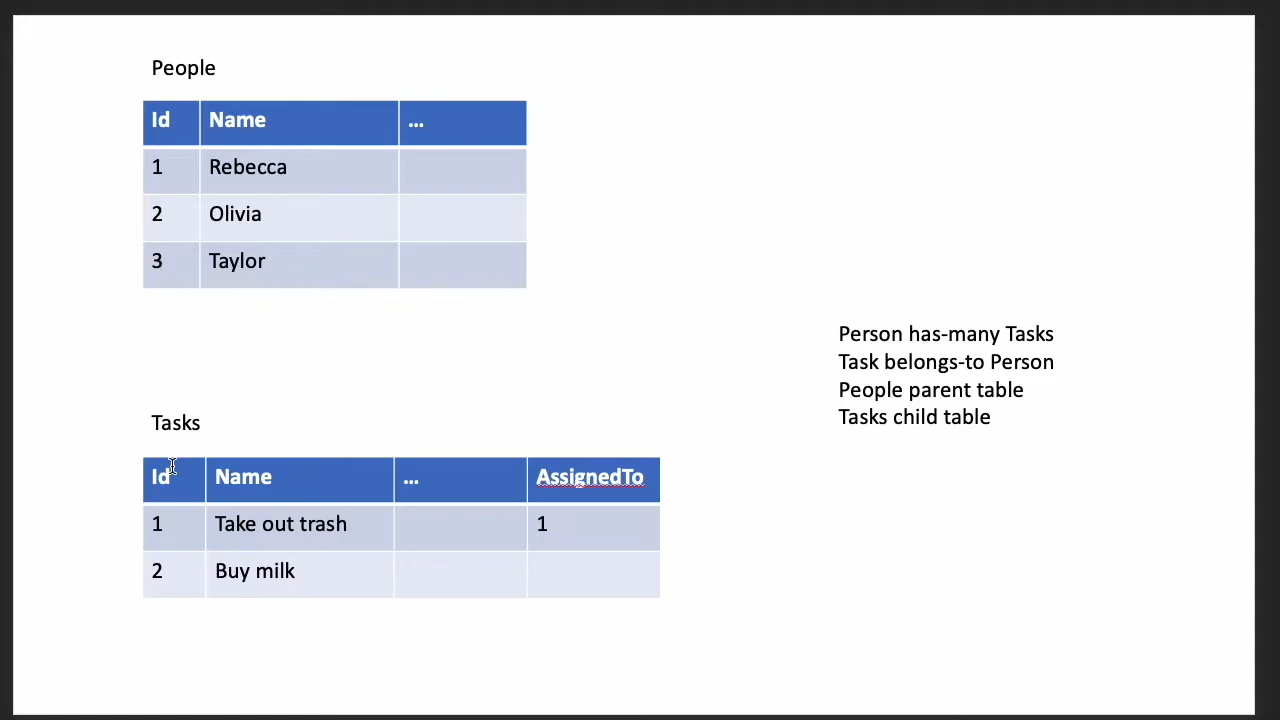 People
Id Name ...
1 Rebecca
2 Olivia
3 Taylor
Person has-many Tasks
Task belongs-to Person
People parent table
Tasks child table
Tasks
Id Name ... AssignedTo
1 Take out trash 1
2 Buy milk